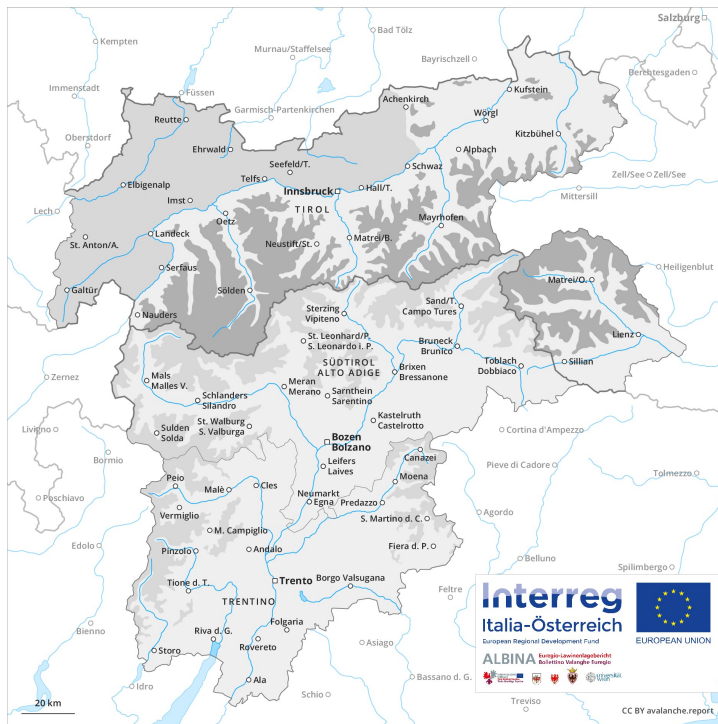 Salzburg
Kempten
Bad Tölz
Murnau/Staffelsee
Bayrischzell
Berchtesgaden
Immenstadt
Füssen
Garmisch-Partenkirchen
Achenkirch
Kufstein
Reutte
Wörgl
Oberstdorf
Kitzbühel
Ehrwald
Alpbach
Seefeld/T.
Schwaz
Telfs
Zell/See
Zell/See
Elbigenalp
Innsbruck
Hall/T.
Mittersill
Imst
TIROL
Lech
Oetz
Mayrhofen
St. Anton/A.
Landeck
Neustift/St.
Matrei/B.
Serfaus
Heiligenblut
Galtür
Sölden
Matrei/O.
Nauders
Sterzing
Vipiteno
Sand/T.
Campo Tures
Lienz
St. Leonhard/P.
S. Leonardo i. P.
Bruneck
Brunico
SÜDTIROL
ALTO ADIGE
Toblach
Dobbiaco
Sillian
Zernez
Mals
Malles V.
Meran
Merano
Brixen
Bressanone
Schlanders
Silandro
Sarnthein
Sarentino
Livigno
Sulden
Solda
St. Walburg
S. Valburga
Kastelruth
Castelrotto
Cortina d'Ampezzo
Bozen
Bolzano
Bormio
Canazei
Pieve di Cadore
Leifers
Laives
Tolmezzo
Peio
Moena
Malè
Cles
Poschiavo
Neumarkt
Egna
Predazzo
Vermiglio
Agordo
S. Martino d. C.
M. Campiglio
Edolo
Pinzolo
Andalo
Fiera d. P.
Belluno
Spilimbergo
Tione d. T.
Trento
Borgo Valsugana
Feltre
TRENTINO
Interreg
Italia-Österreich
European Regional Development Fund
EUROPEAN UNION
Bienno
Riva d. G.
Folgaria
Rovereto
Asiago
Storo
ALBINA
Euregio-Lawinenlagebericht
Bollettino Valanghe Euregio
Idro
Ala
Bassano d. G.
Schio
20 km
Treviso
CC BY avalanche.report